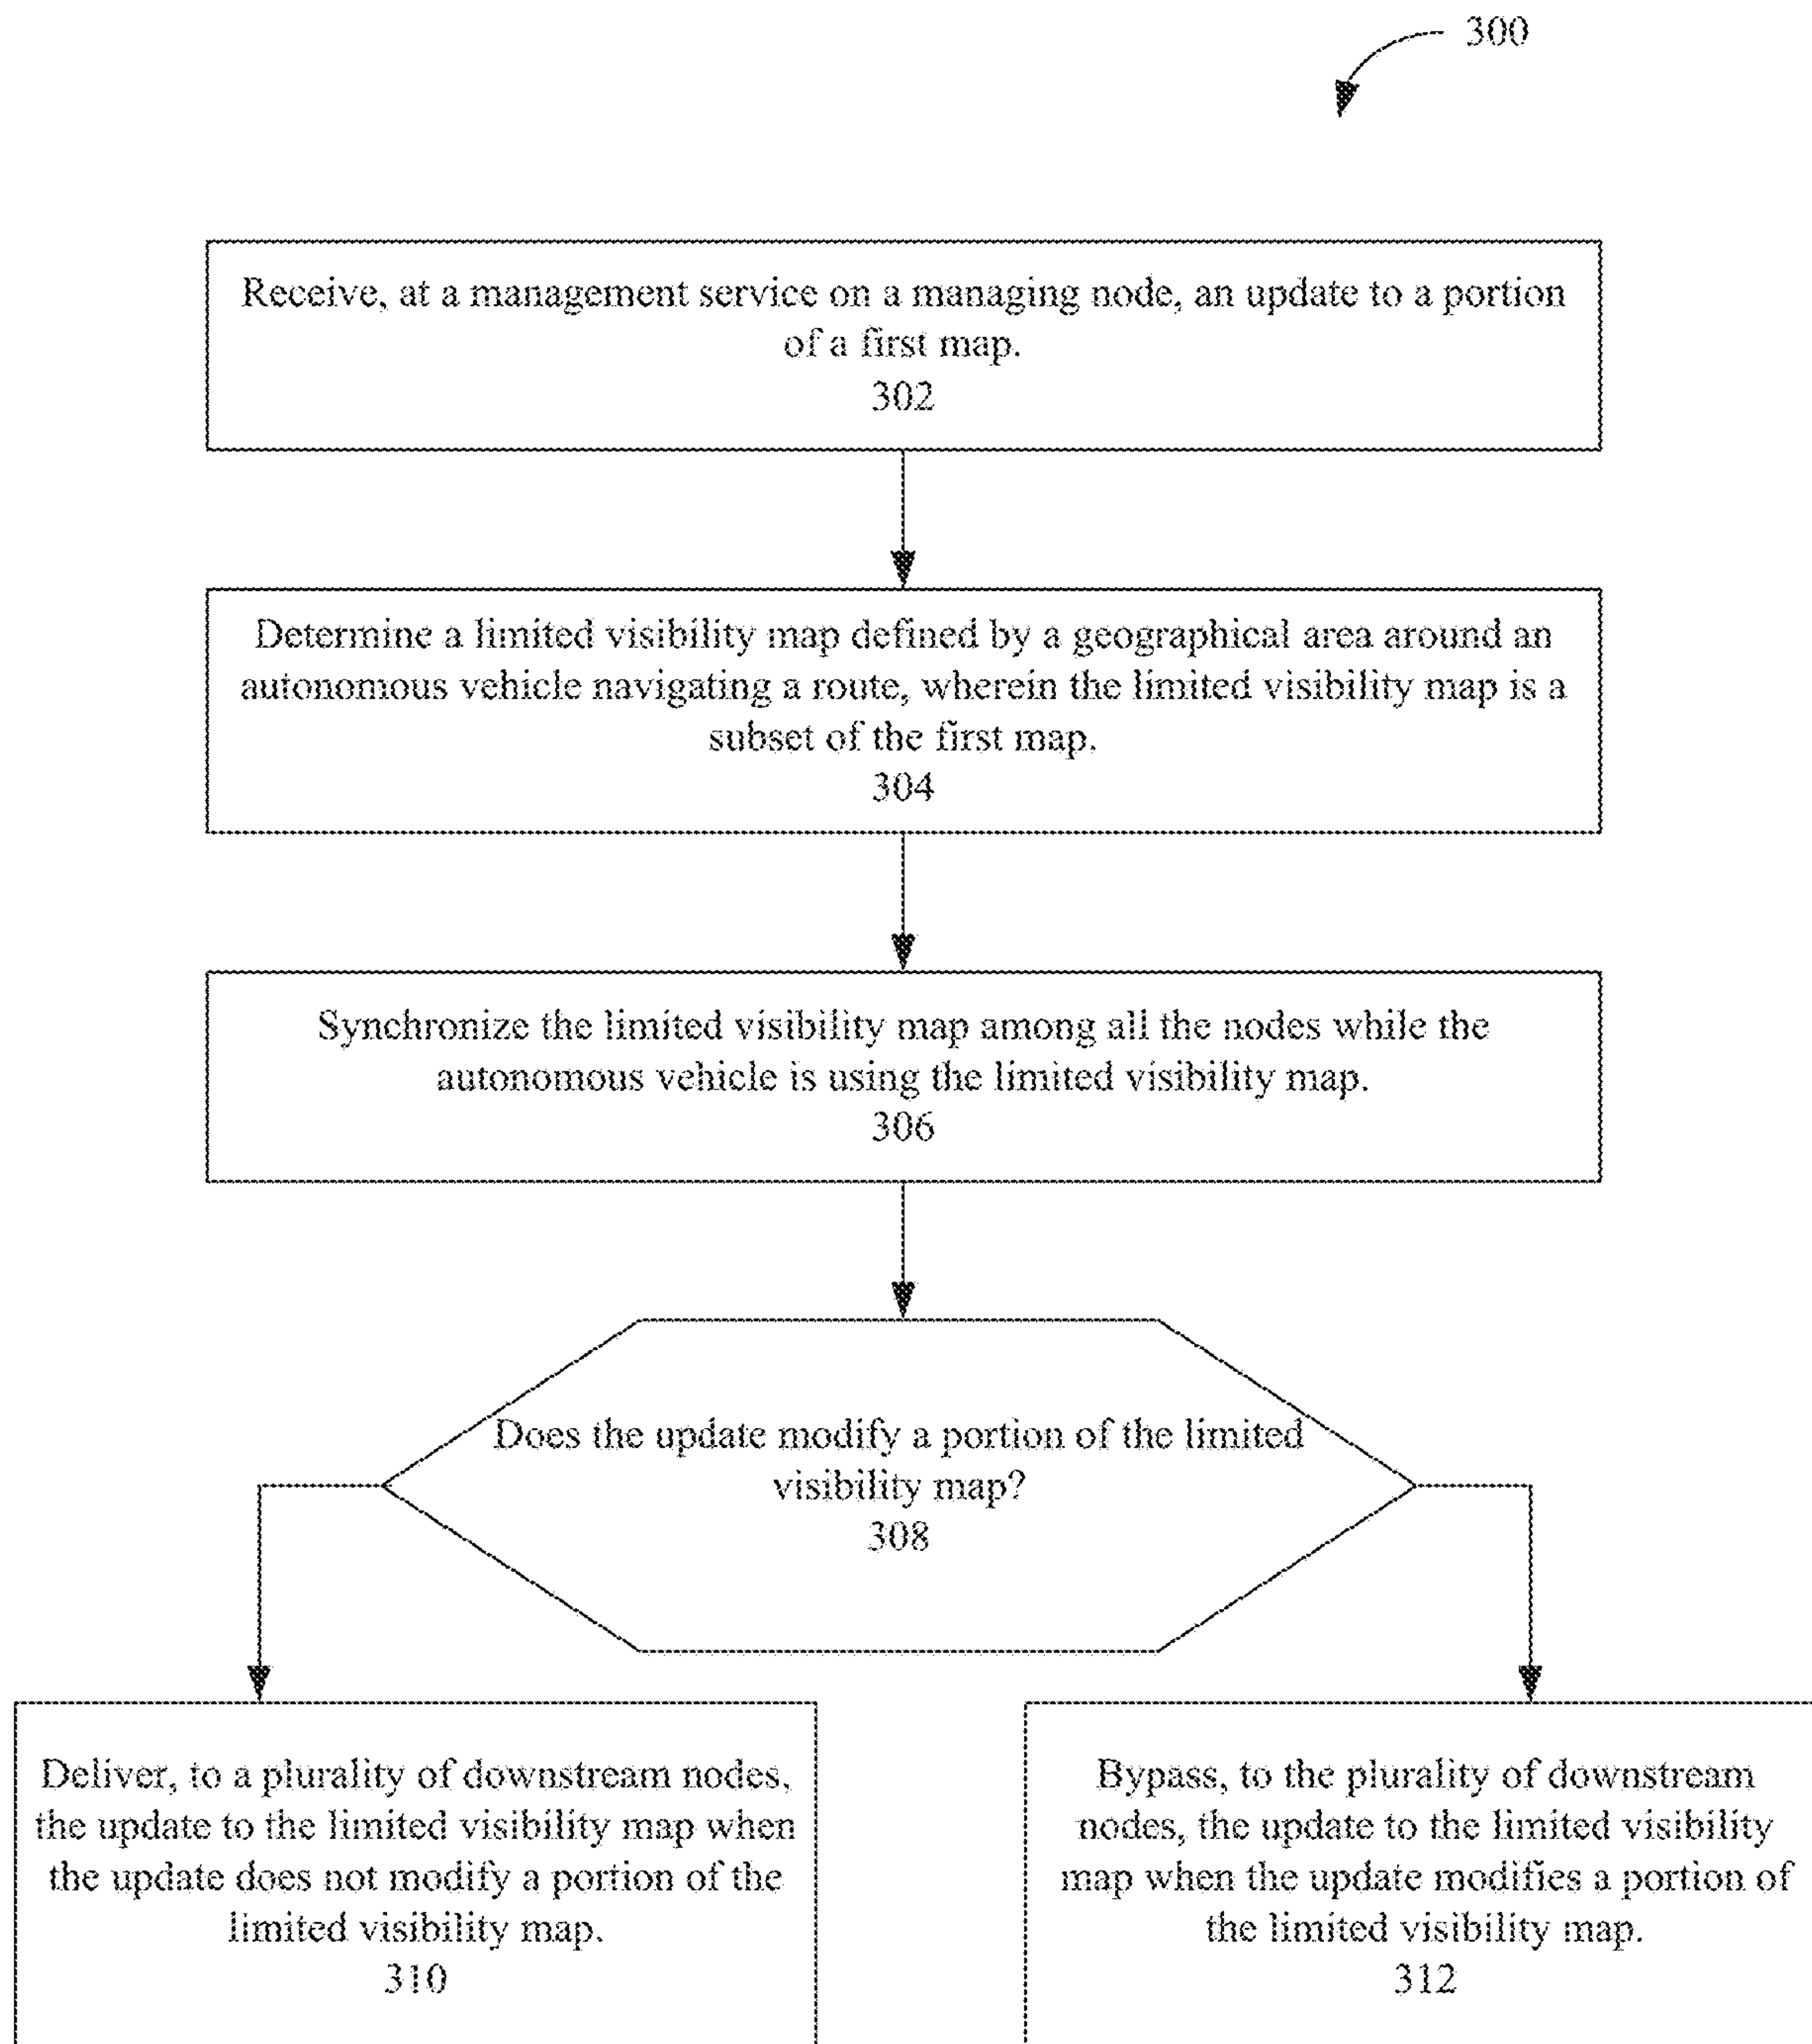 300
Receive, at a management service on a managing node, an update to a portion
of a first map.
302
Determine a limited visibility map defined by a geographical area around an
autonomous vehicle navigating a route, wherein the limited visibility map is a
subset of the first map.
304
Synchronize the limited visibility map among all the nodes while the
autonomous vehicle is using the limited visibility map.
306
Does the update modify a portion of the limited
visibility map?
308
Deliver, to a plurality of downstream nodes,
the update to the limited visibility map when
the update does not modify a portion of the
limited visibility map.
310
Bypass, to the plurality of downstream
nodes, the update to the limited visibility
map when the update modifies a portion of
the limited visibility map.
312